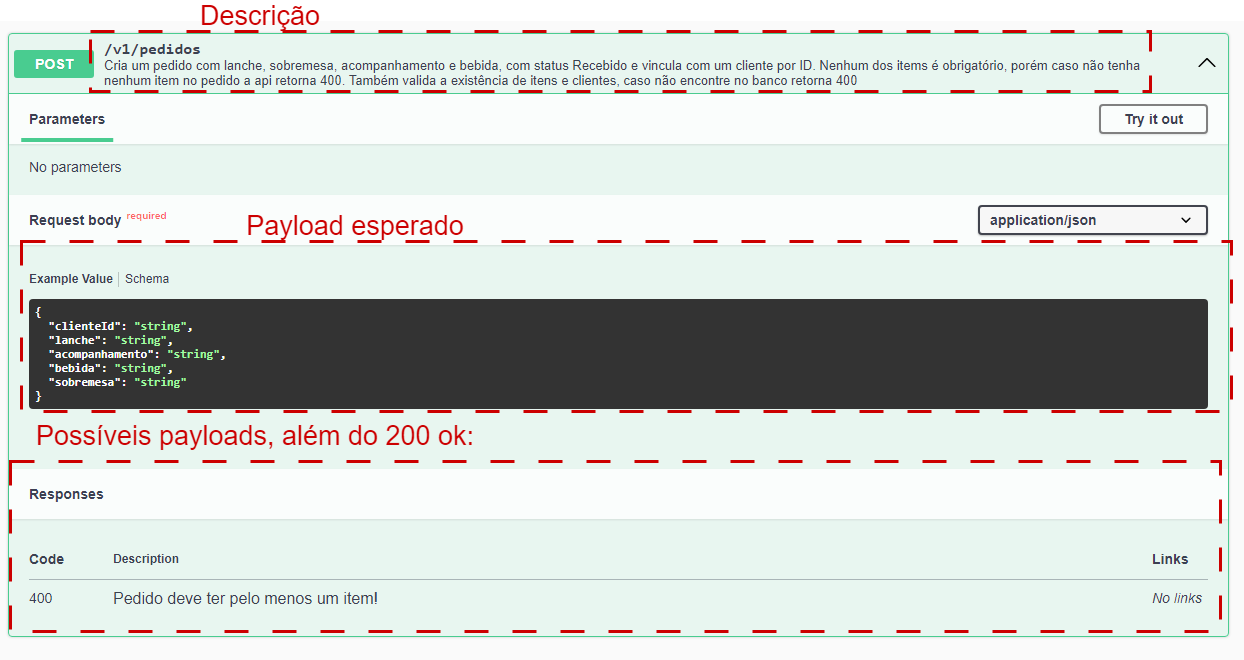 Descrição
POST
/v1/pedidos
Cria um pedido com lanche, sobremesa, acompanhamento e bebida, com status Recebido e vincula com um cliente por ID. Nenhum dos items é obrigatório, porém caso não tenha
nenhum item no pedido a api retorna 400. Também valida a existência de itens e clientes, caso não encontre no banco retorna 400
Parameters
Try it out
No parameters
Request body required
Payload esperado
application/json
Example Value
Schema
{
"clienteId": "string",
"lanche": "string",
"acompanhamento": "string",
"bebida": "string",
"sobremesa": "string"
}
Possíveis payloads, além do 200 ok:
Responses
Code Description Links
400 Pedido deve ter pelo menos um item! No links